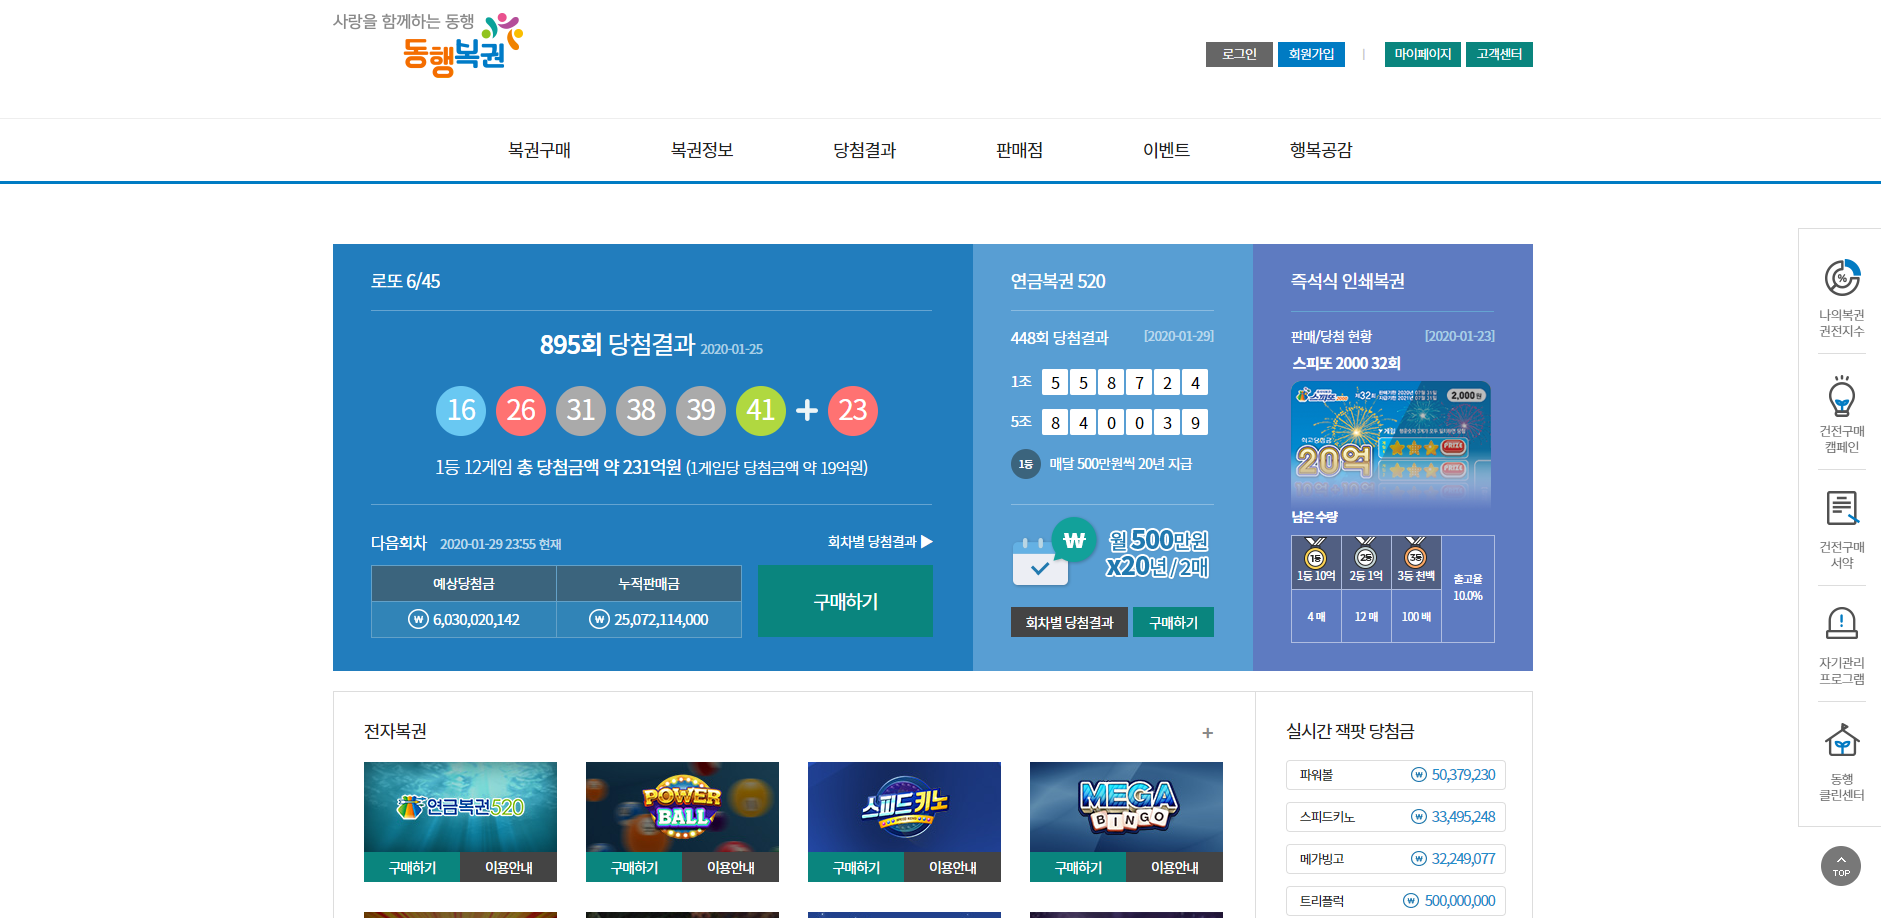 사랑을 함께하는 동행
동행복권
로그인 회원가입 | 마이페이지 고객센터
복권구매 복권정보 당첨결과 판매점 이벤트 행복공감
로또 6/45
895회 당첨결과 2020-01-25
16 26 31 38 39 41 + 23
1등 12게임 총 당첨금액 약 231억원 (1게임당 당첨금액 약 19억원)
다음회차 2020-01-29 23:55 현재
회차별 당첨결과 ▶
예상당첨금 누적판매금
₩ 6,030,020,142 ₩ 25,072,114,000
구매하기
연금복권 520
448회 당첨결과 [2020-01-29]
1조 5 5 8 7 2 4
5조 8 4 0 0 3 9
1등 매달 500만원씩 20년 지급
₩
월 500만원
x20년 / 2매
회차별 당첨결과 구매하기
즉석식 인쇄복권
판매/당첨 현황 [2020-01-23]
스피또 2000 32회
스피또
제32회
2,000원
최고당첨금
20억
PRIZE
남은 수량
1등 2등 3등
1등 10억 2등 1억 3등 천백
출고율
10.0%
4 매 12 매 100 배
전자복권 +
연금복권520
구매하기 이용안내
POWER
BALL
구매하기 이용안내
스피드키노
구매하기 이용안내
MEGA
BINGO
구매하기 이용안내
실시간 잭팟 당첨금
파워볼 ₩ 50,379,230
스피드키노 ₩ 33,495,248
메가빙고 ₩ 32,249,077
트리플럭 ₩ 500,000,000
%
나의복권
권전지수
건전구매
캠페인
건전구매
서약
자기관리
프로그램
동행
클린센터
TOP